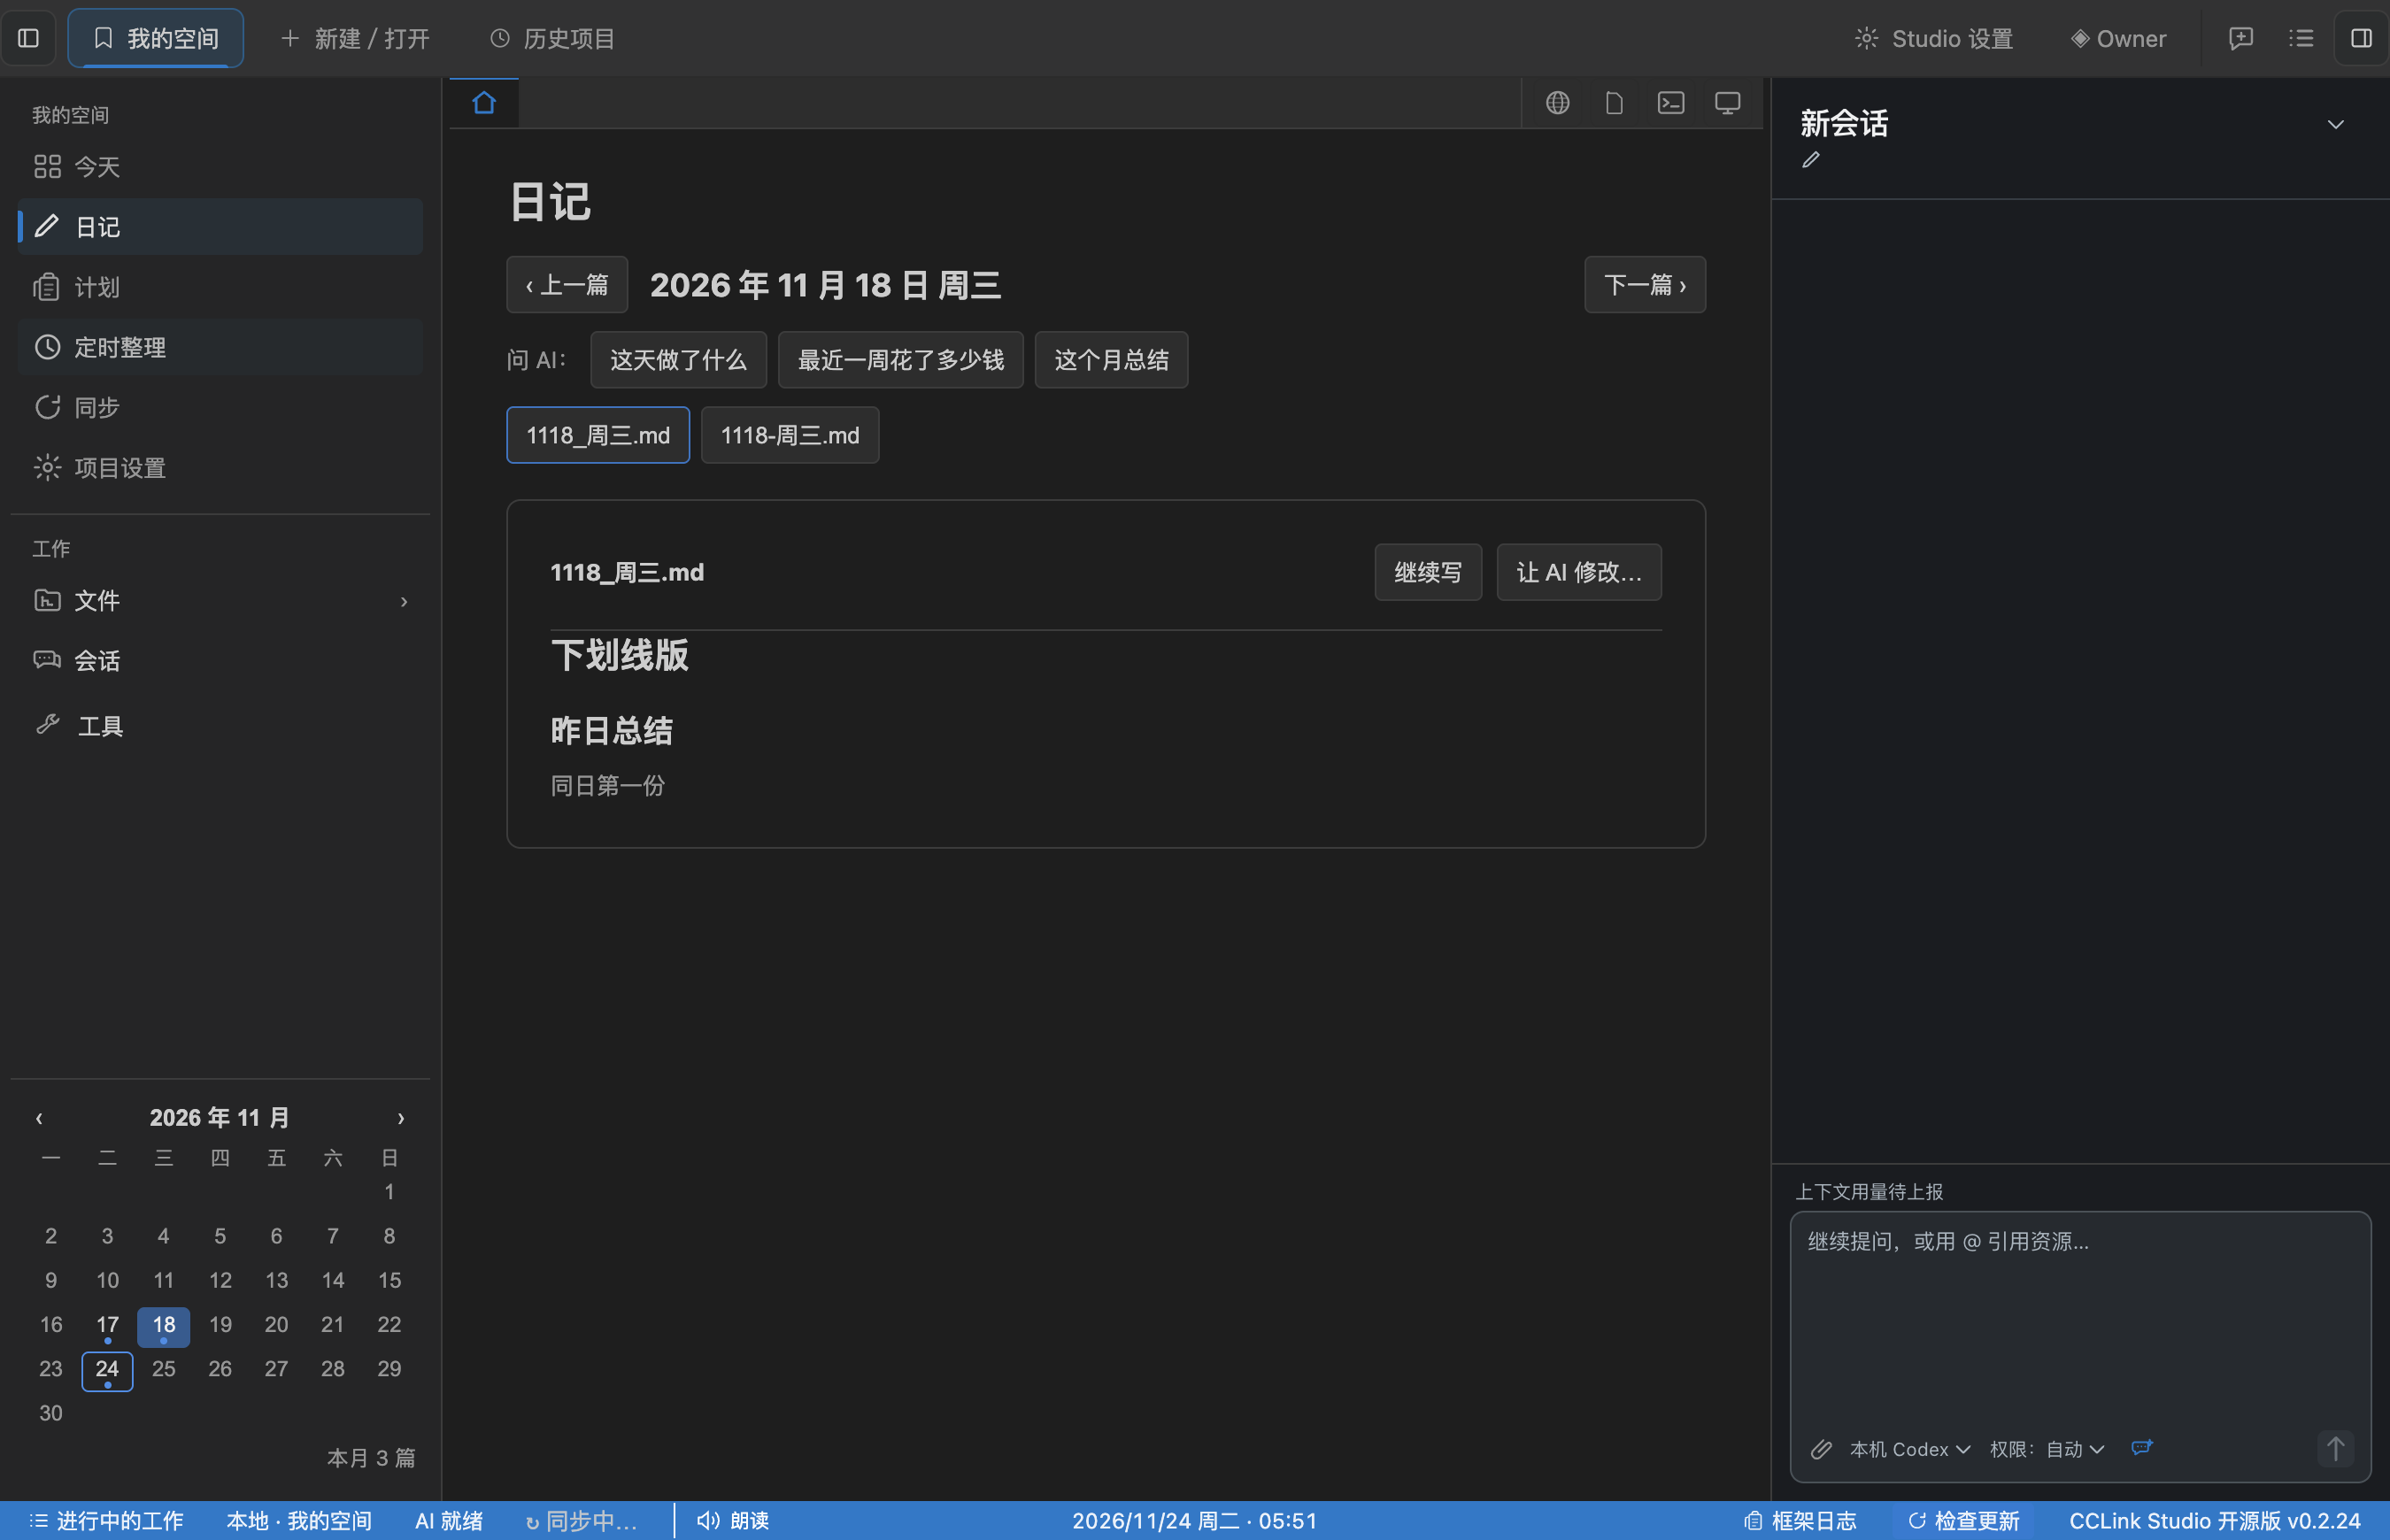 我的空间
新建 / 打开
历史项目
Studio 设置
Owner
我的空间
今天
日记
计划
定时整理
同步
项目设置
工作
文件
会话
工具
‹ 2026 年 11 月 ›
一 二 三 四 五 六 日
1
2 3 4 5 6 7 8
9 10 11 12 13 14 15
16 17 18 19 20 21 22
23 24 25 26 27 28 29
30
本月 3 篇
日记
‹ 上一篇 2026 年 11 月 18 日 周三 下一篇 ›
问 AI： 这天做了什么 最近一周花了多少钱 这个月总结
1118_周三.md 1118-周三.md
1118_周三.md 继续写 让 AI 修改…
下划线版
昨日总结
同日第一份
新会话
上下文用量待上报
继续提问，或用 @ 引用资源…
本机 Codex 权限：自动
进行中的工作 本地 · 我的空间 AI 就绪 ↻ 同步中… 朗读 2026/11/24 周二 · 05:51 框架日志 检查更新 CCLink Studio 开源版 v0.2.24